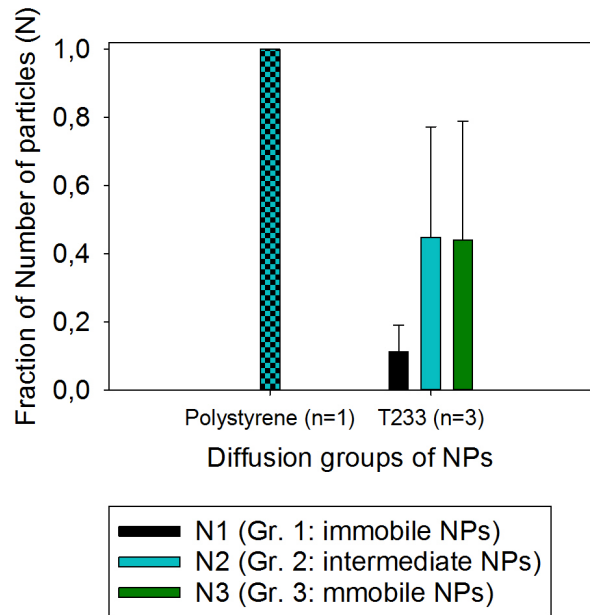 Fraction of Number of particles (N)
1,0
0,8
0,6
0,4
0,2
0,0
Polystyrene (n=1) T233 (n=3)
Diffusion groups of NPs
N1 (Gr. 1: immobile NPs)
N2 (Gr. 2: intermediate NPs)
N3 (Gr. 3: mmobile NPs)